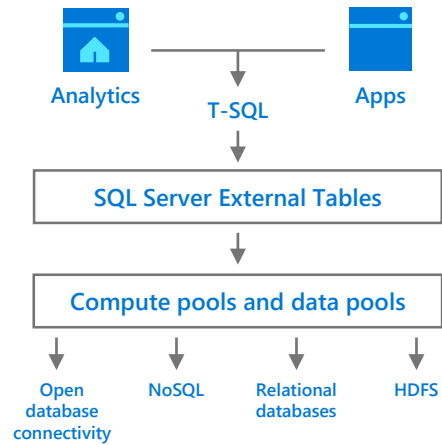 Analytics
Apps
T-SQL
SQL Server External Tables
Compute pools and data pools
Open
database
connectivity
NoSQL
Relational
databases
HDFS